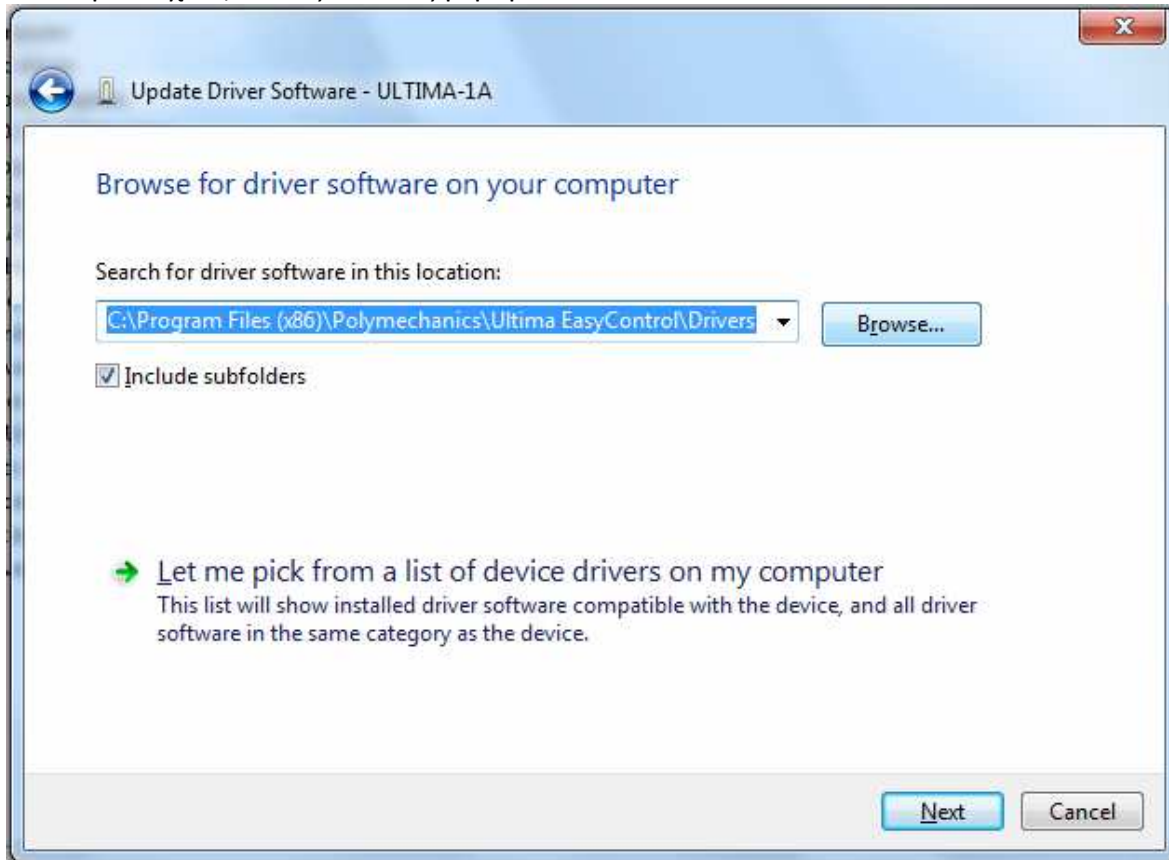 Update Driver Software - ULTIMA-1A
Browse for driver software on your computer
Search for driver software in this location:
C:\Program Files (x86)\Polymechanics\Ultima EasyControl\Drivers
Browse...
Include subfolders
Let me pick from a list of device drivers on my computer
This list will show installed driver software compatible with the device, and all driver
software in the same category as the device.
Next
Cancel